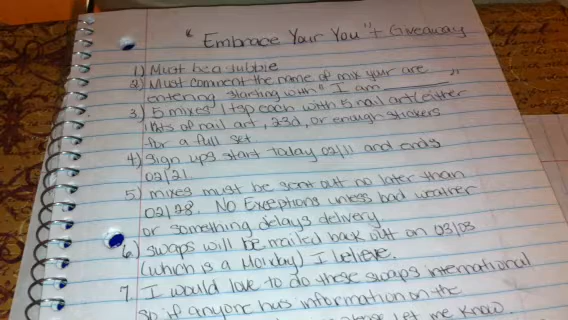 "Embrace Your You" + Giveaway
1) Must be a tubbie
2) Must comment the name of mix your are
entering starting with "I am ______"
3) 5 mixes 1 tsp each with 5 nail art (either
1 pts of nail art, 3 3d, or enough stickers
for a full set
4) Sign ups start today 02/11 and ends
02/21
5) mixes must be sent out no later than
02/28. No Exceptions unless bad weather
or something delays delivery
6) swaps will be mailed back out on 03/03
(which is a Monday) I believe.
7. I would love to do these swaps international
so if anyone has information on the
let me know.